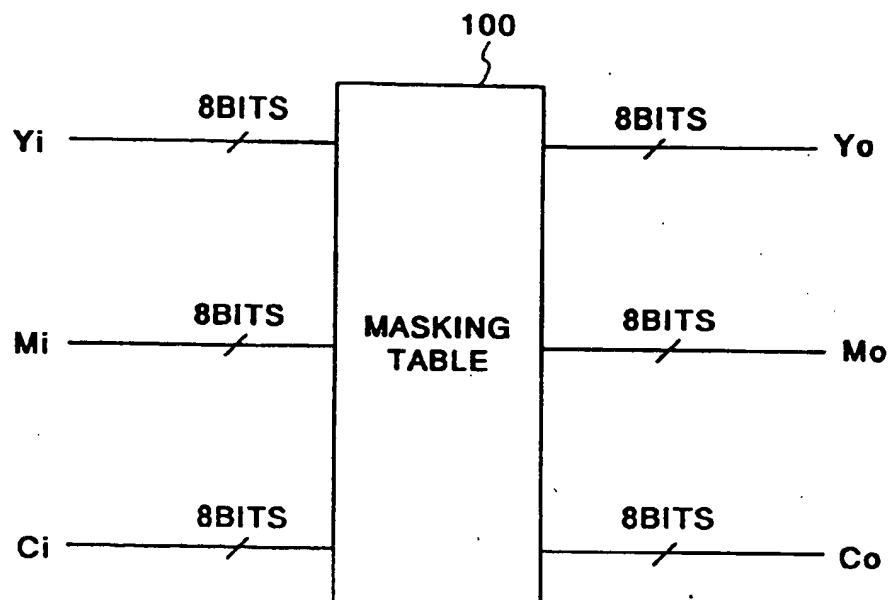 100
8BITS
8BITS
Yi
Yo
8BITS
8BITS
Mi
MASKING
TABLE
Mo
8BITS
8BITS
Ci
Co